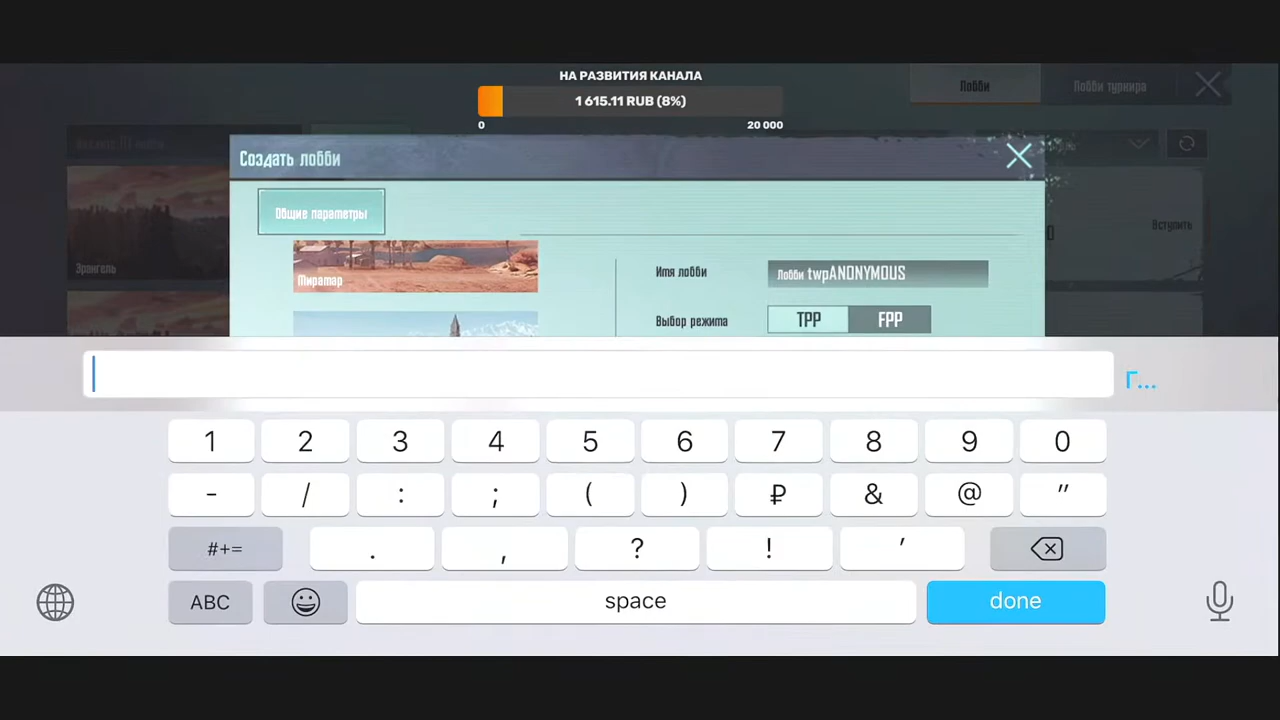 НА РАЗВИТИЯ КАНАЛА
1 615.11 RUB (8%)
0 20 000
Лобби Лобби турнира
Создать лобби
Общие параметры
Эрангель
Мирамар
Имя лобби Лобби twpANONYMOUS
Вступить
Выбор режима TPP FPP
Г...
1 2 3 4 5 6 7 8 9 0
- / : ; ( ) ₽ & @ "
#+= . , ? ! '
ABC space done